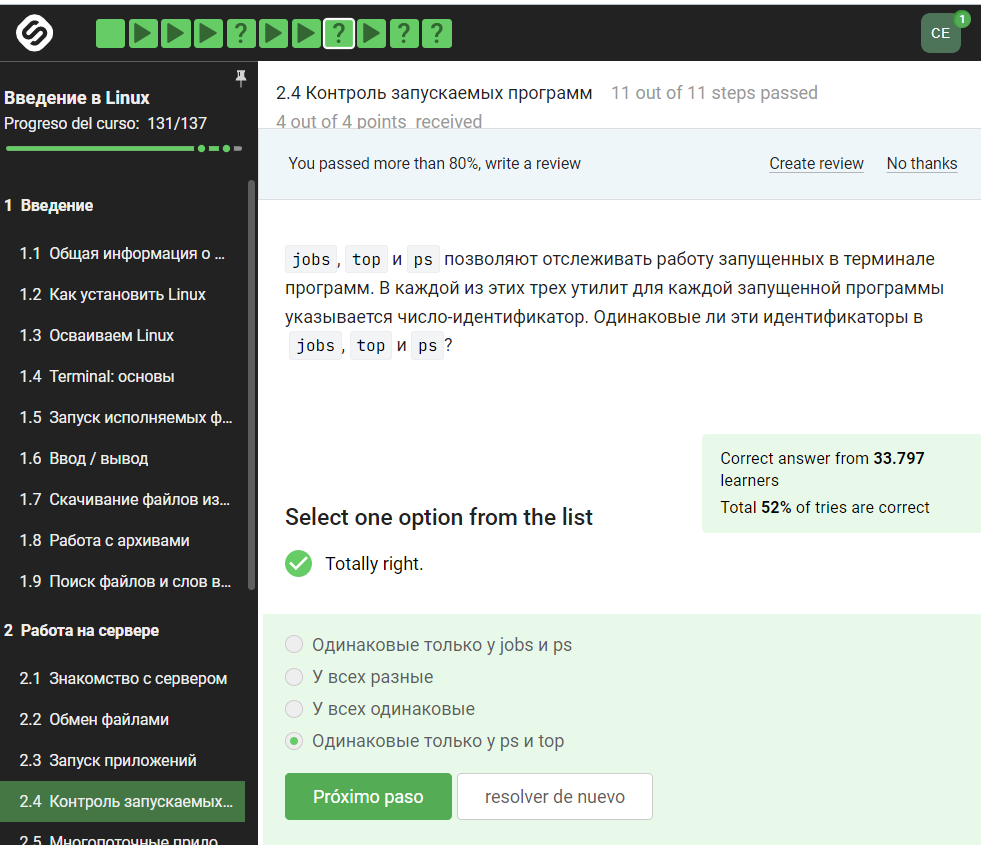 ? ? ? ?
CE 1
Введение в Linux
Progreso del curso: 131/137
1 Введение
1.1 Общая информация о ...
1.2 Как установить Linux
1.3 Осваиваем Linux
1.4 Terminal: основы
1.5 Запуск исполняемых ф...
1.6 Ввод / вывод
1.7 Скачивание файлов из...
1.8 Работа с архивами
1.9 Поиск файлов и слов в...
2 Работа на сервере
2.1 Знакомство с сервером
2.2 Обмен файлами
2.3 Запуск приложений
2.4 Контроль запускаемых...
2.5 Многопоточные прило...
2.4 Контроль запускаемых программ 11 out of 11 steps passed
4 out of 4 points received
You passed more than 80%, write a review Create review No thanks
jobs, top и ps позволяют отслеживать работу запущенных в терминале
программ. В каждой из этих трех утилит для каждой запущенной программы
указывается число-идентификатор. Одинаковые ли эти идентификаторы в
jobs, top и ps?
Correct answer from 33.797
learners
Total 52% of tries are correct
Select one option from the list
Totally right.
Одинаковые только у jobs и ps
У всех разные
У всех одинаковые
Одинаковые только у ps и top
Próximo paso resolver de nuevo